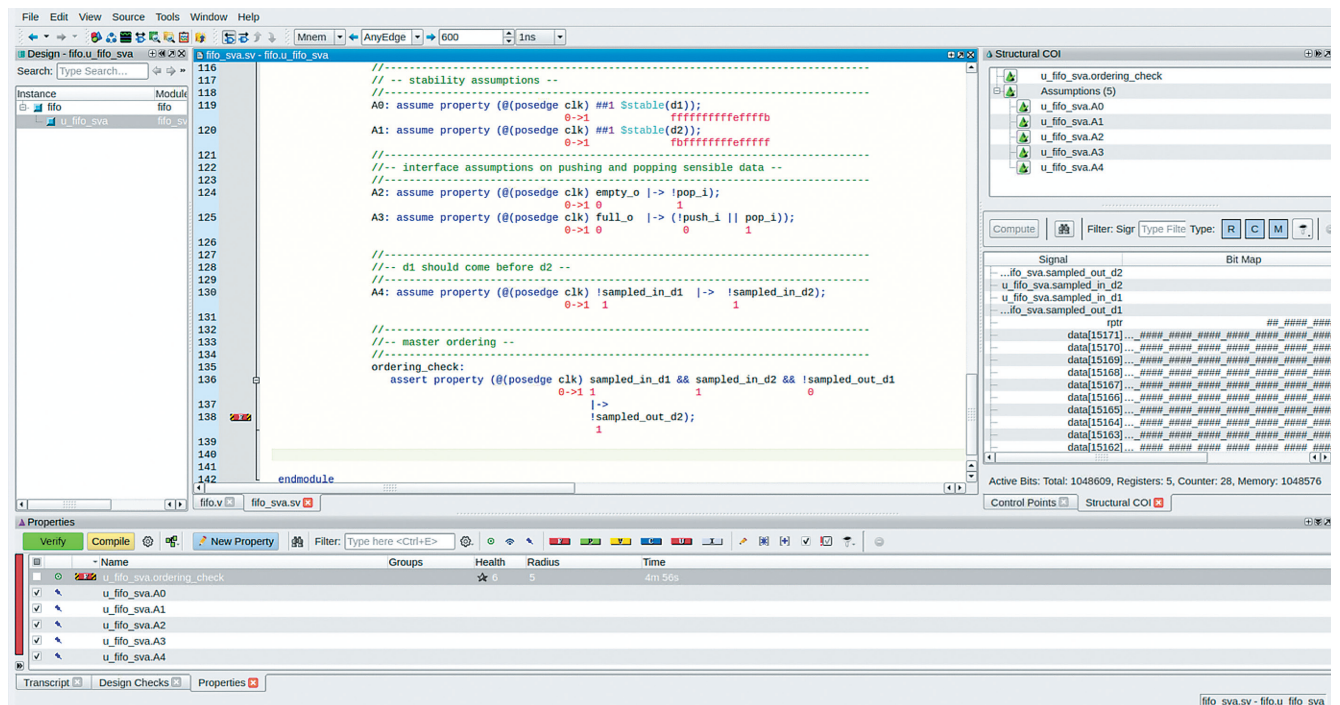 File Edit View Source Tools Window Help
Mnem AnyEdge 600 1ns
Design - fifo.u_fifo_sva
Search: Type Search...
Instance Module
fifo fifo
u_fifo_sva fifo_sv
fifo_sva.sv - fifo.u_fifo_sva
116 //-----------------------------------------------------------------------------
117 // -- stability assumptions --
118 //-----------------------------------------------------------------------------
119 A0: assume property (@(posedge clk) ##1 $stable(d1));
0->1 ffffffffffeffffb
120 A1: assume property (@(posedge clk) ##1 $stable(d2));
0->1 fbffffffffefffff
121 //-----------------------------------------------------------------------------
122 //-- interface assumptions on pushing and popping sensible data --
123 //-----------------------------------------------------------------------------
124 A2: assume property (@(posedge clk) empty_o |-> !pop_i);
0->1 0 1
125 A3: assume property (@(posedge clk) full_o |-> (!push_i || pop_i));
0->1 0 0 1
126
127 //-----------------------------------------------------------------------------
128 //-- d1 should come before d2 --
129 //-----------------------------------------------------------------------------
130 A4: assume property (@(posedge clk) !sampled_in_d1 |-> !sampled_in_d2);
0->1 1 1
131
132 //-----------------------------------------------------------------------------
133 //-- master ordering --
134 //-----------------------------------------------------------------------------
135 ordering_check:
136 assert property (@(posedge clk) sampled_in_d1 && sampled_in_d2 && !sampled_out_d1
0->1 1 1 0
137 |->
138 !sampled_out_d2);
1
139
140
141
142 endmodule
fifo.v fifo_sva.sv
Structural COI
u_fifo_sva.ordering_check
Assumptions (5)
u_fifo_sva.A0
u_fifo_sva.A1
u_fifo_sva.A2
u_fifo_sva.A3
u_fifo_sva.A4
Compute Filter: Sigr Type Filte Type: R C M
Signal Bit Map
...ifo_sva.sampled_out_d2
u_fifo_sva.sampled_in_d2
u_fifo_sva.sampled_in_d1
...ifo_sva.sampled_out_d1
rptr ##_####_###
data[15171] ..._####_####_####_####_####_###
data[15170] ..._####_####_####_####_####_###
data[15169] ..._####_####_####_####_####_###
data[15168] ..._####_####_####_####_####_###
data[15167] ..._####_####_####_####_####_###
data[15166] ..._####_####_####_####_####_###
data[15165] ..._####_####_####_####_####_###
data[15164] ..._####_####_####_####_####_###
data[15163] ..._####_####_####_####_####_###
data[15162] ..._####_####_####_####_####_###
Active Bits: Total: 1048609, Registers: 5, Counter: 28, Memory: 1048576
Control Points Structural COI
Properties
Verify Compile New Property Filter: Type here <Ctrl+E>
Name Groups Health Radius Time
u_fifo_sva.ordering_check 6 5 4m 56s
u_fifo_sva.A0
u_fifo_sva.A1
u_fifo_sva.A2
u_fifo_sva.A3
u_fifo_sva.A4
Transcript Design Checks Properties
fifo_sva.sv - fifo.u_fifo_sva